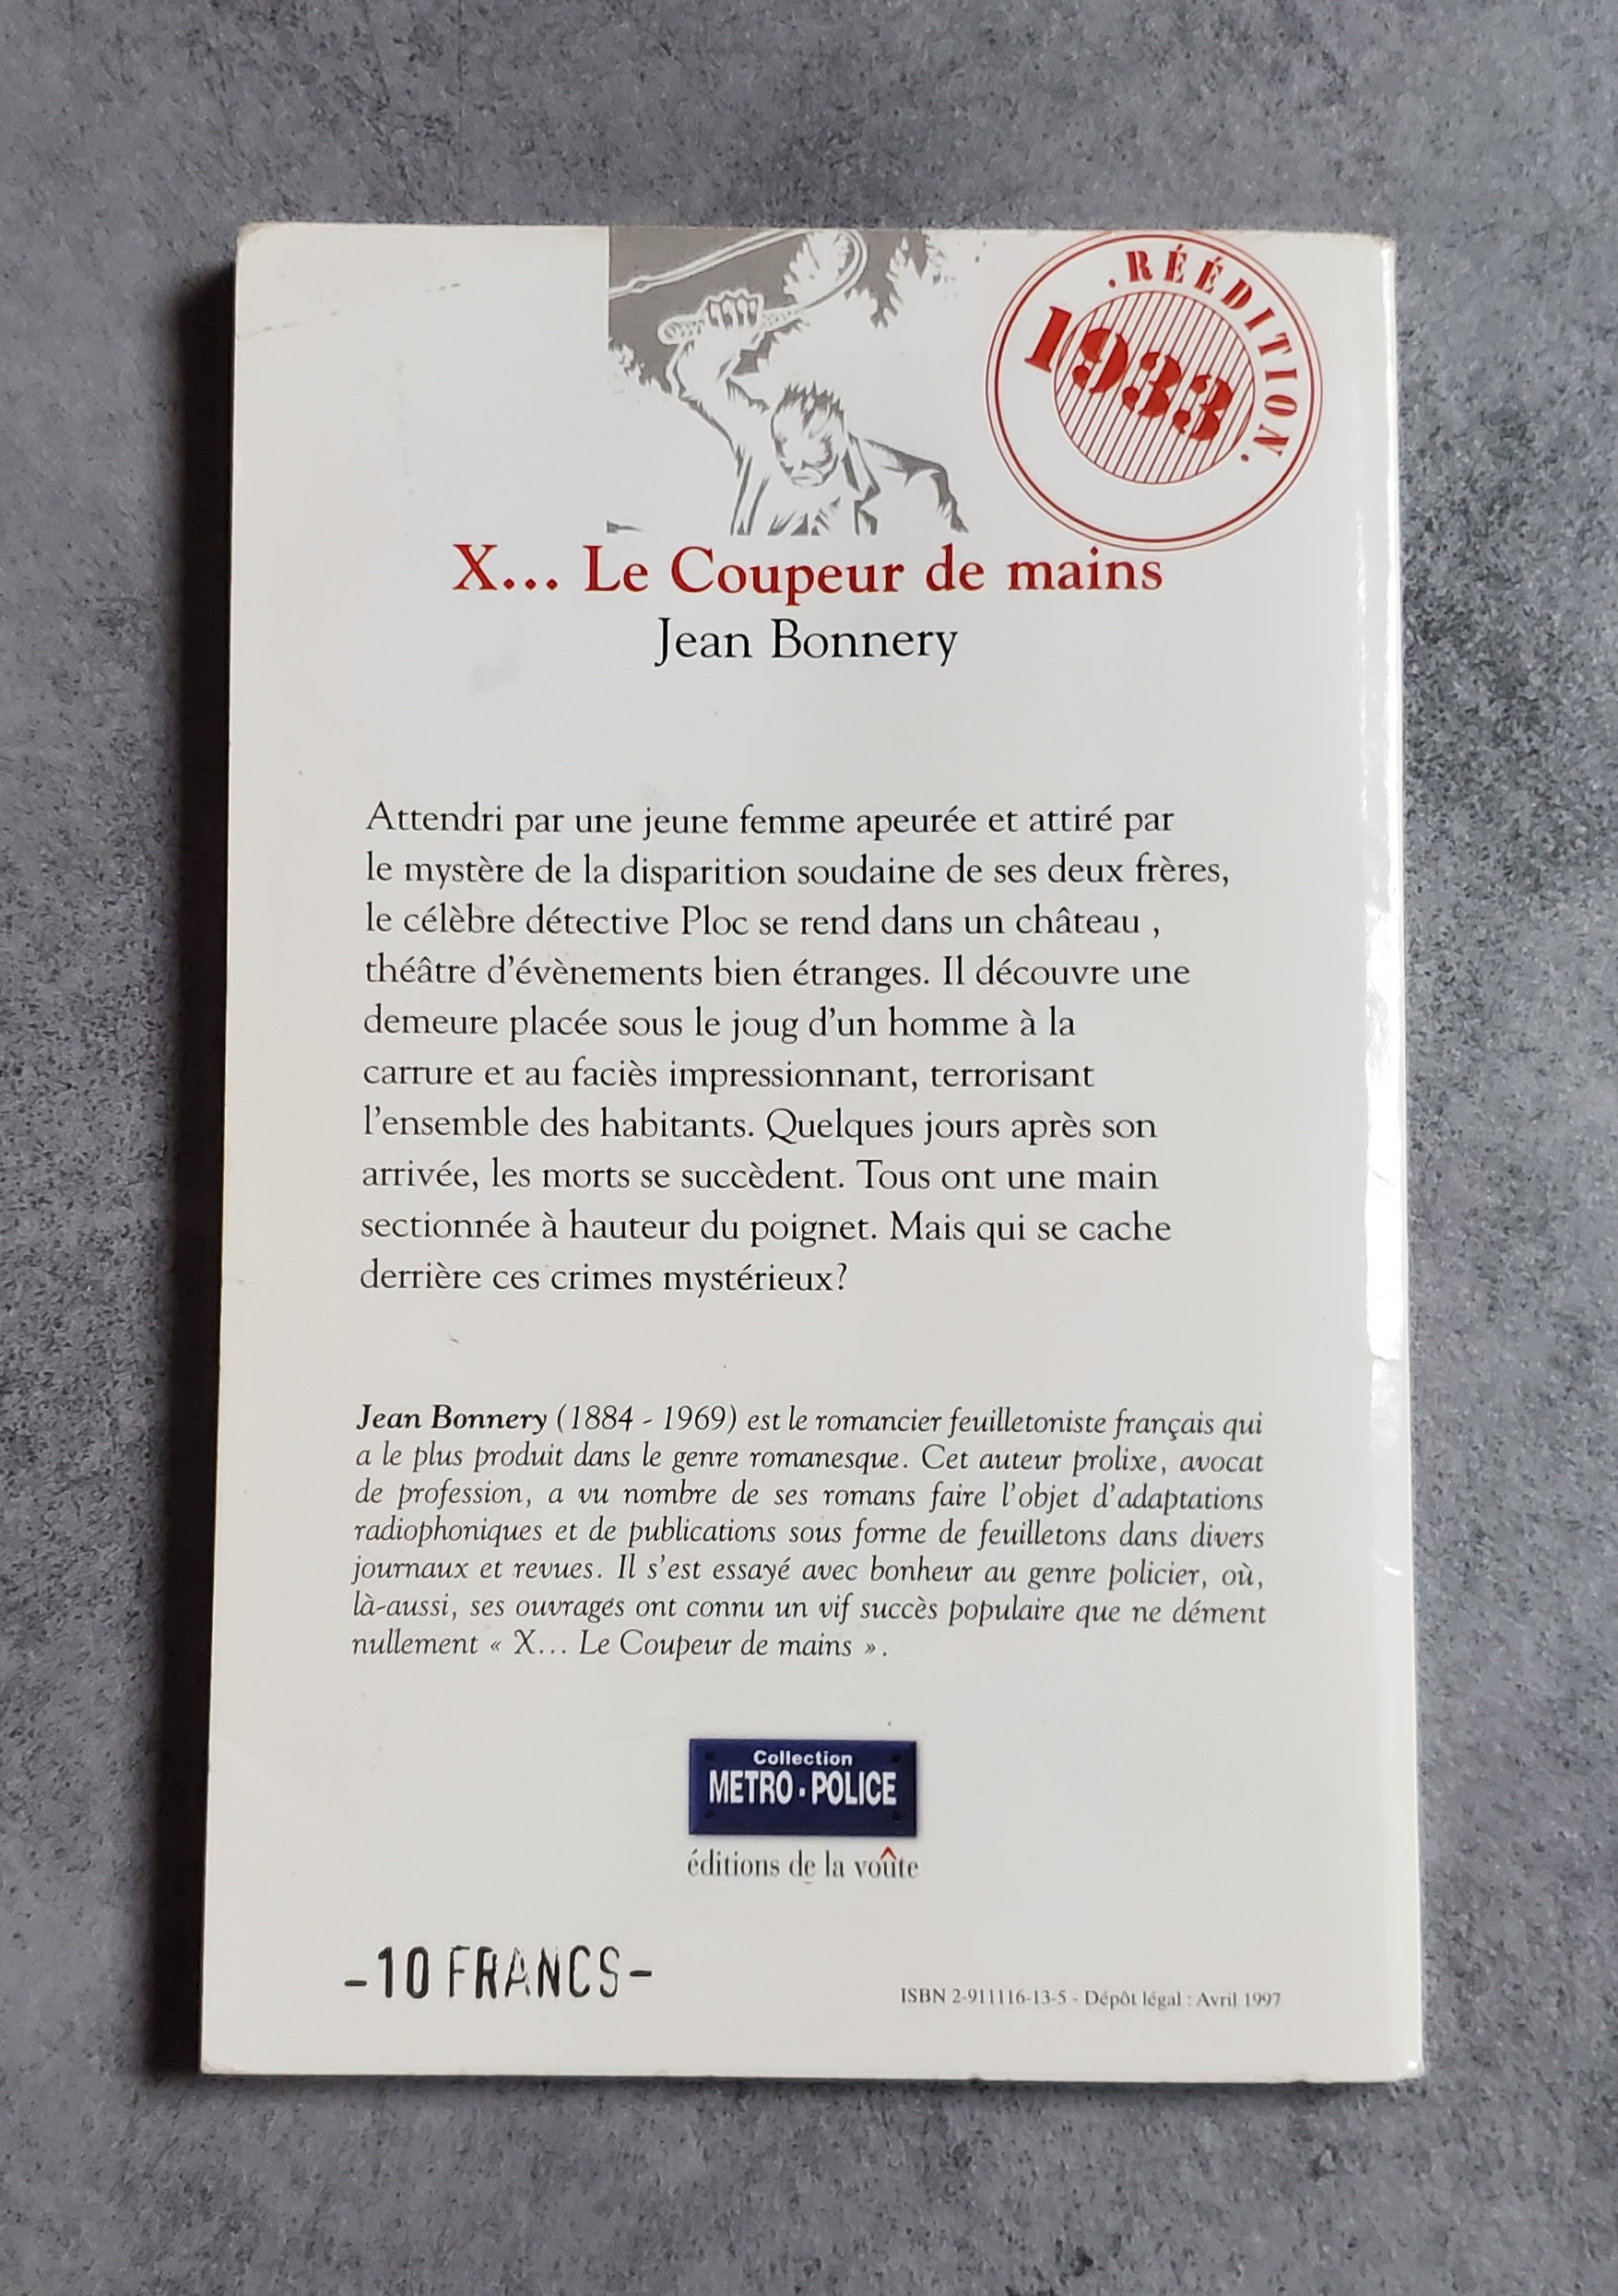 . RÉÉDITION .
1933
X... Le Coupeur de mains
Jean Bonnery
Attendri par une jeune femme apeurée et attiré par
le mystère de la disparition soudaine de ses deux frères,
le célèbre détective Ploc se rend dans un château ,
théâtre d'évènements bien étranges. Il découvre une
demeure placée sous le joug d'un homme à la
carrure et au faciès impressionnant, terrorisant
l'ensemble des habitants. Quelques jours après son
arrivée, les morts se succèdent. Tous ont une main
sectionnée à hauteur du poignet. Mais qui se cache
derrière ces crimes mystérieux?
Jean Bonnery (1884 - 1969) est le romancier feuilletoniste français qui
a le plus produit dans le genre romanesque. Cet auteur prolixe, avocat
de profession, a vu nombre de ses romans faire l'objet d'adaptations
radiophoniques et de publications sous forme de feuilletons dans divers
journaux et revues. Il s'est essayé avec bonheur au genre policier, où,
là-aussi, ses ouvrages ont connu un vif succès populaire que ne dément
nullement « X... Le Coupeur de mains ».
Collection
METRO · POLICE
éditions de la voûte
-10 FRANCS-
ISBN 2-911116-13-5 - Dépôt légal : Avril 1997